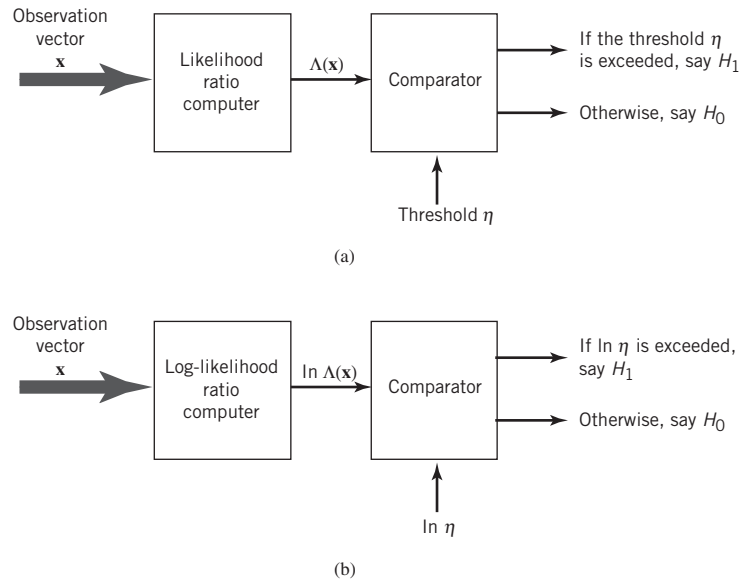 Observation
vector
x
Likelihood
ratio
computer
Λ(x)
Comparator
If the threshold η
is exceeded, say H₁
Otherwise, say H₀
Threshold η
(a)
Observation
vector
x
Log-likelihood
ratio
computer
ln Λ(x)
Comparator
If ln η is exceeded,
say H₁
Otherwise, say H₀
ln η
(b)